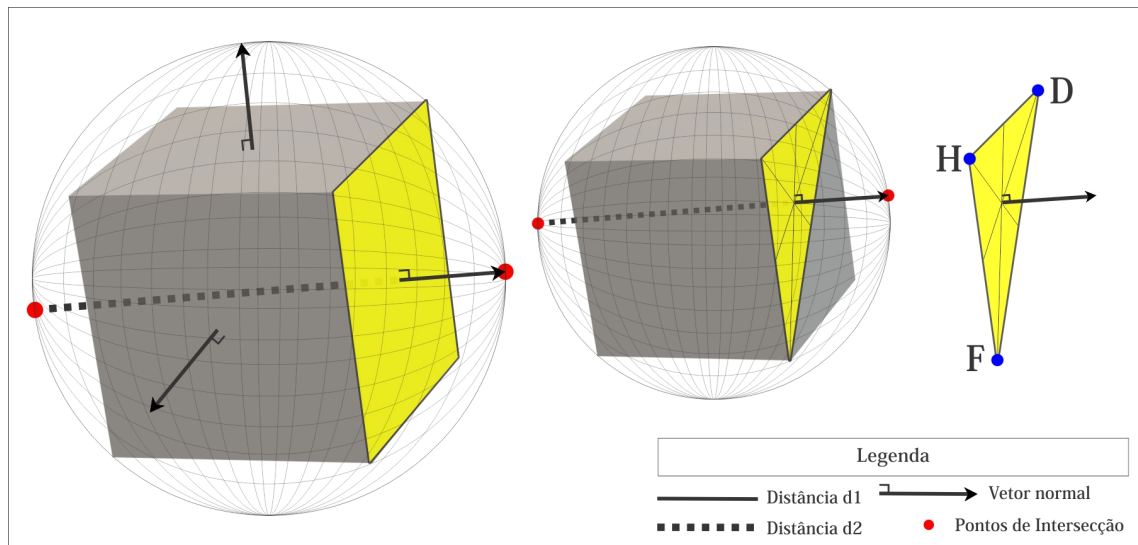 D
H
F
Legenda
Distância d1
Vetor normal
Distância d2
Pontos de Intersecção